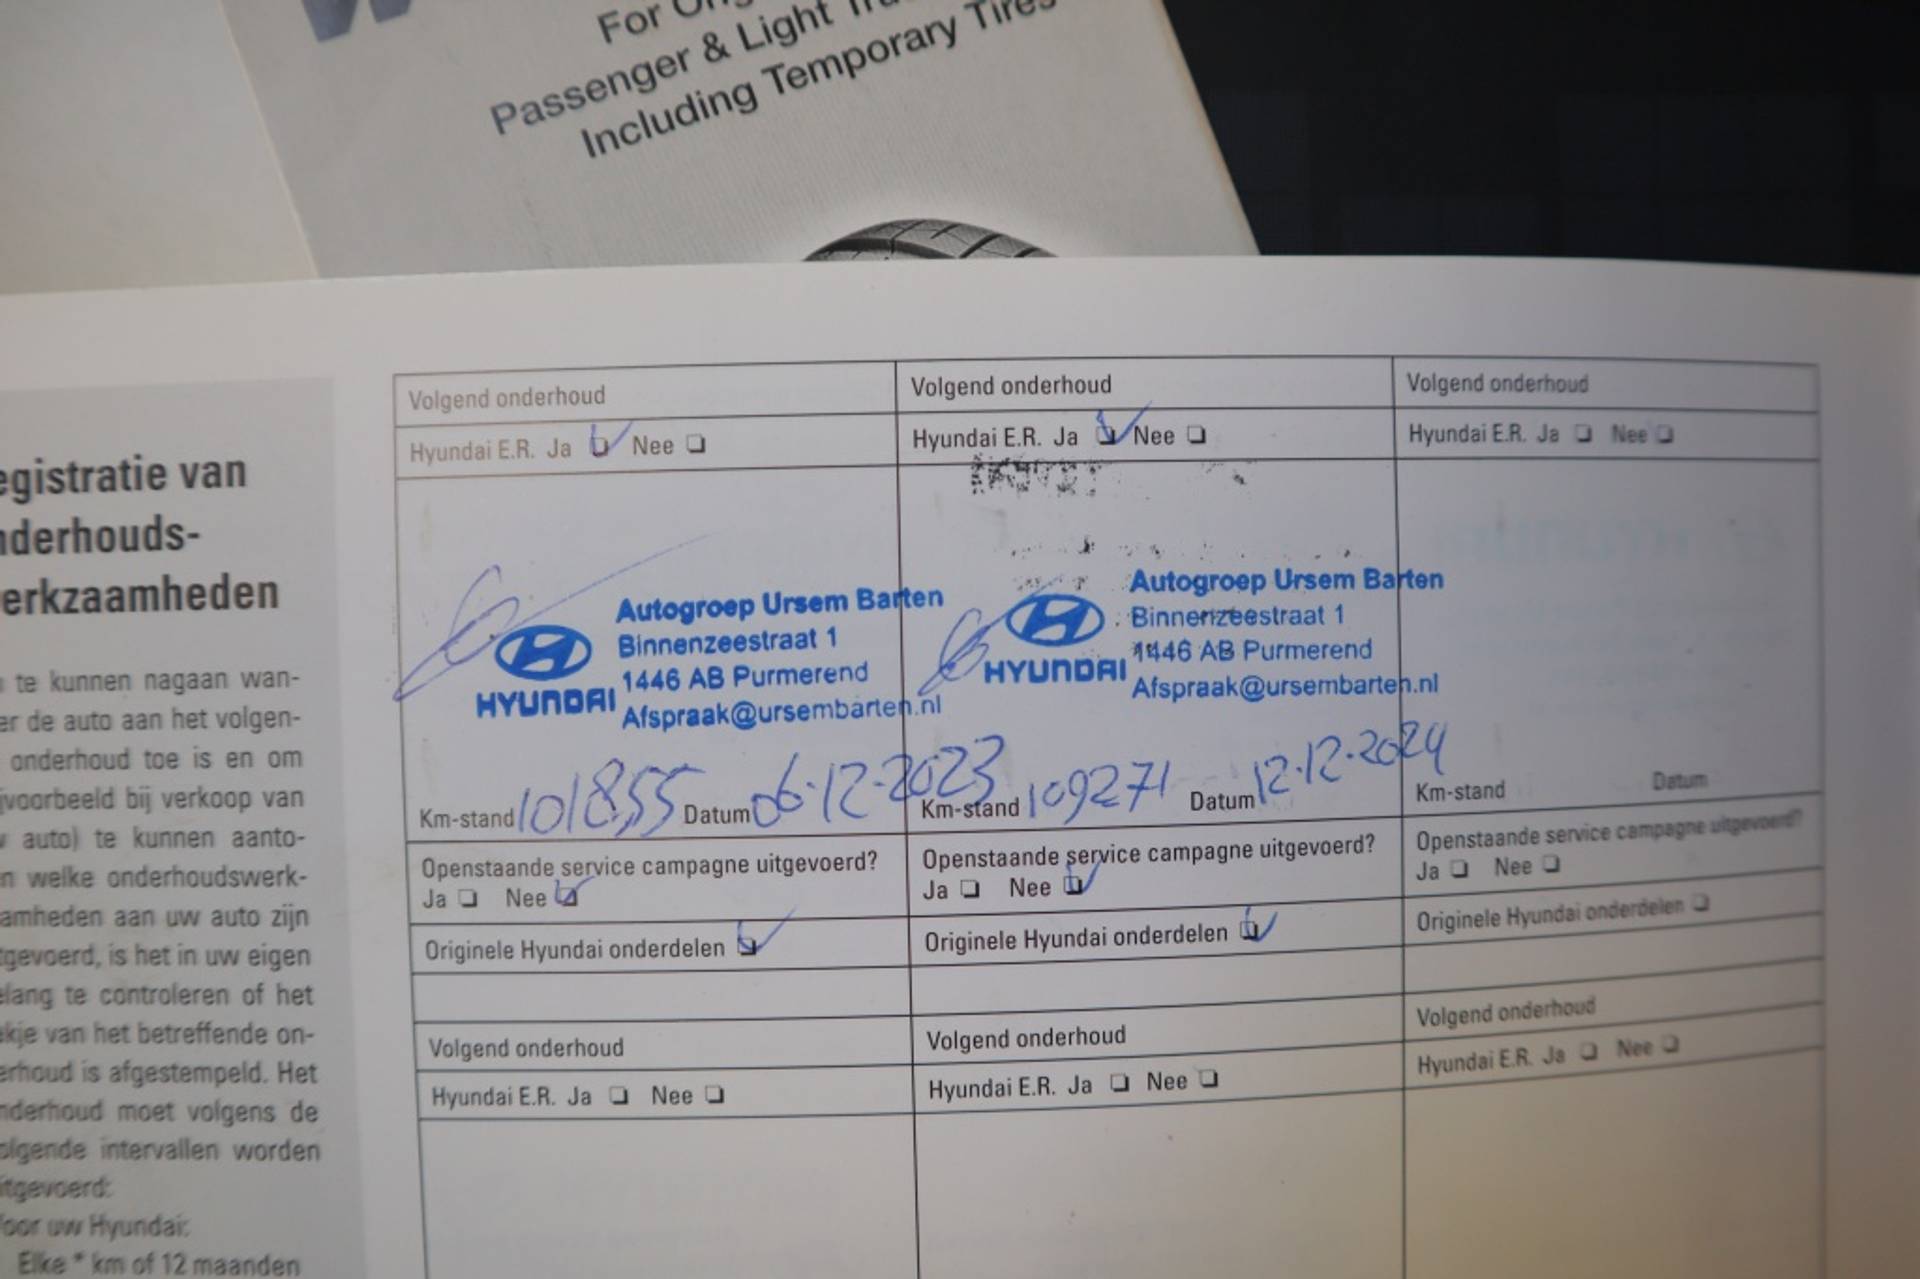 For
Passenger & Light
Including Temporary Tires
egistratie van
nderhouds-
erkzaamheden
te kunnen nagaan wan-
er de auto aan het volgen-
onderhoud toe is en om
jvoorbeeld bij verkoop van
auto) te kunnen aanto-
n welke onderhoudswerk-
amheden aan uw auto zijn
tgevoerd, is het in uw eigen
elang te controleren of het
ekje van het betreffende on-
erhoud is afgestempeld. Het
nderhoud moet volgens de
olgende intervallen worden
itgevoerd:
oor uw Hyundai:
Elke * km of 12 maanden
Volgend onderhoud
Hyundai E.R. Ja ❏ Nee ❏
HYUNDAI
Autogroep Ursem Barten
Binnenzeestraat 1
1446 AB Purmerend
Afspraak@ursembarten.nl
Km-stand 101855 Datum 06-12-2023
Openstaande service campagne uitgevoerd?
Ja ❏ Nee ❏
Originele Hyundai onderdelen ❏
Volgend onderhoud
Hyundai E.R. Ja ❏ Nee ❏
Volgend onderhoud
Hyundai E.R. Ja ❏ Nee ❏
HYUNDAI
Autogroep Ursem Barten
Binnenzeestraat 1
1446 AB Purmerend
Afspraak@ursembarten.nl
Km-stand 109271 Datum 12-12-2024
Openstaande service campagne uitgevoerd?
Ja ❏ Nee ❏
Originele Hyundai onderdelen ❏
Volgend onderhoud
Hyundai E.R. Ja ❏ Nee ❏
Volgend onderhoud
Hyundai E.R. Ja ❏ Nee ❏
Km-stand Datum
Openstaande service campagne uitgevoerd?
Ja ❏ Nee ❏
Originele Hyundai onderdelen ❏
Volgend onderhoud
Hyundai E.R. Ja ❏ Nee ❏